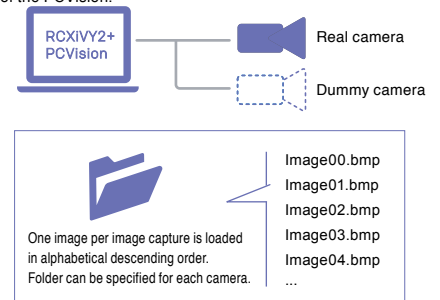 of the PCVision.
RCXiVY2+
PCVision
Real camera
Dummy camera
One image per image capture is loaded
in alphabetical descending order.
Folder can be specified for each camera.
Image00.bmp
Image01.bmp
Image02.bmp
Image03.bmp
Image04.bmp
...